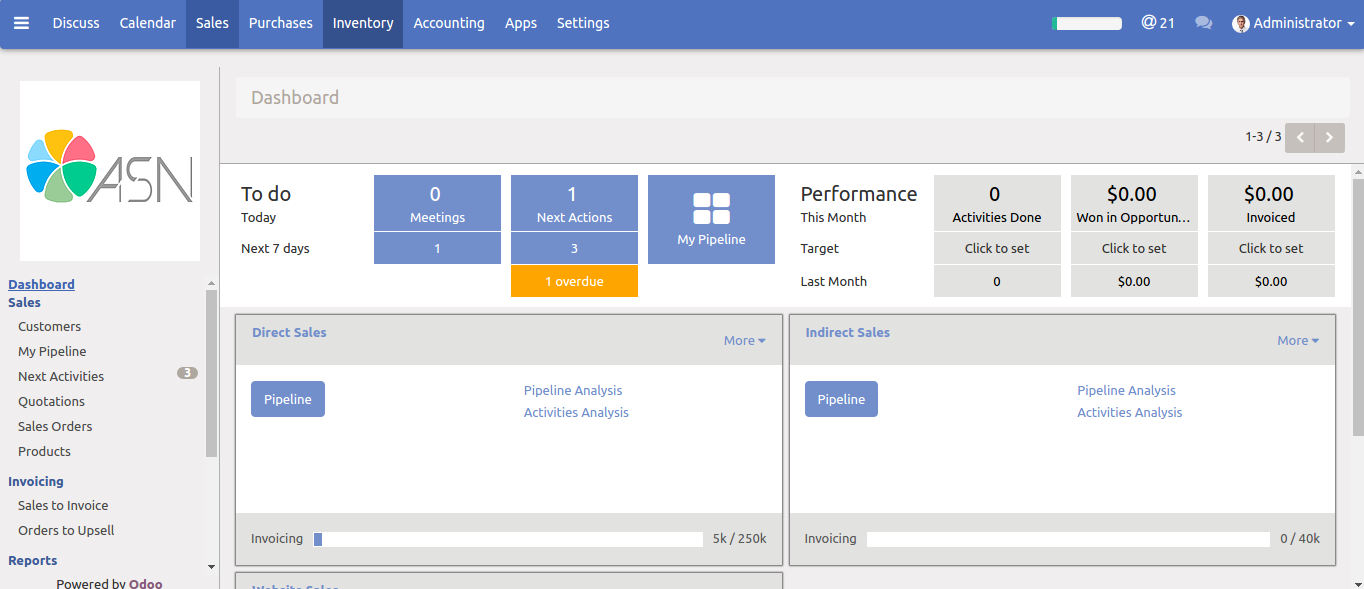 Discuss Calendar Sales Purchases Inventory Accounting Apps Settings @ 21 Administrator
ASN
Dashboard
Sales
Customers
My Pipeline
Next Activities 3
Quotations
Sales Orders
Products
Invoicing
Sales to Invoice
Orders to Upsell
Reports
Powered by Odoo
Dashboard
1-3 / 3
To do
Today
Next 7 days
0
Meetings
1
1
Next Actions
3
1 overdue
My Pipeline
Performance
This Month
Target
Last Month
0
Activities Done
Click to set
0
$0.00
Won in Opportun...
Click to set
$0.00
$0.00
Invoiced
Click to set
$0.00
Direct Sales
More
Pipeline
Pipeline Analysis
Activities Analysis
Invoicing 5k / 250k
Indirect Sales
More
Pipeline
Pipeline Analysis
Activities Analysis
Invoicing 0 / 40k
Website Sales